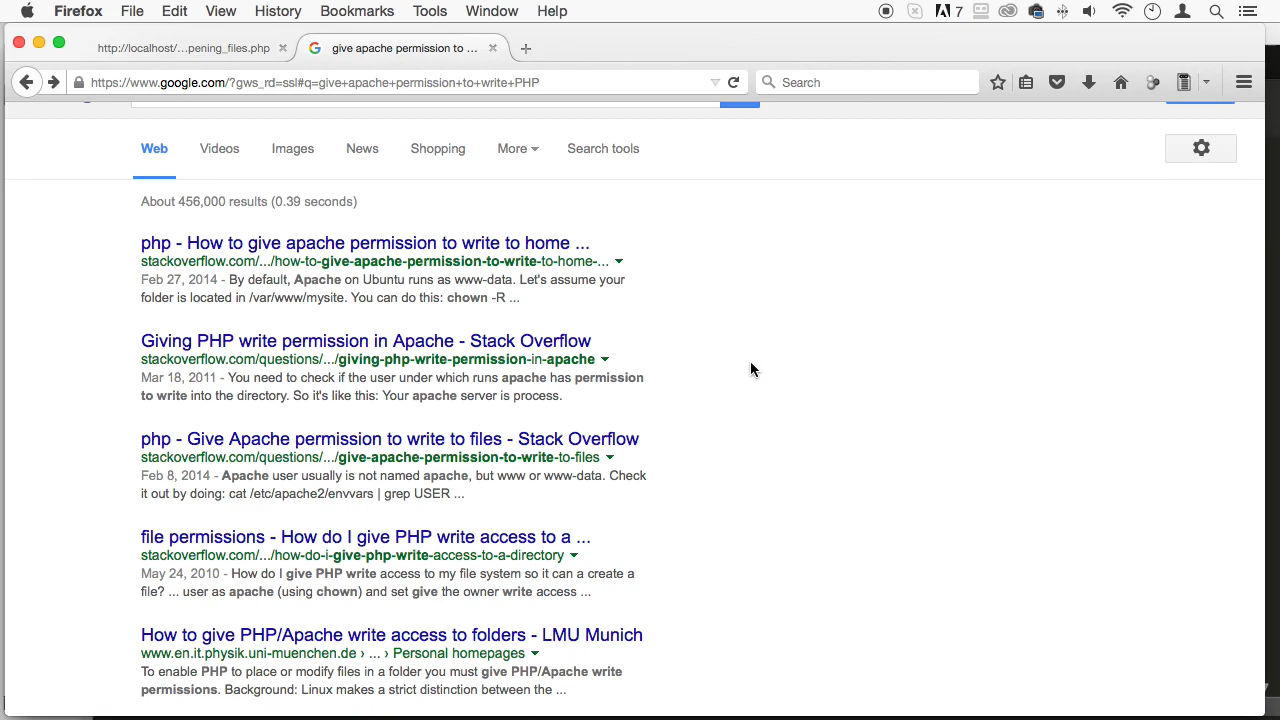 Firefox File Edit View History Bookmarks Tools Window Help 7
http://localhost/...pening_files.php give apache permission to ...
https://www.google.com/?gws_rd=ssl#q=give+apache+permission+to+write+PHP Search
Web Videos Images News Shopping More Search tools
About 456,000 results (0.39 seconds)
php - How to give apache permission to write to home ...
stackoverflow.com/.../how-to-give-apache-permission-to-write-to-home-...
Feb 27, 2014 - By default, Apache on Ubuntu runs as www-data. Let's assume your
folder is located in /var/www/mysite. You can do this: chown -R ...
Giving PHP write permission in Apache - Stack Overflow
stackoverflow.com/questions/.../giving-php-write-permission-in-apache
Mar 18, 2011 - You need to check if the user under which runs apache has permission
to write into the directory. So it's like this: Your apache server is process.
php - Give Apache permission to write to files - Stack Overflow
stackoverflow.com/questions/.../give-apache-permission-to-write-to-files
Feb 8, 2014 - Apache user usually is not named apache, but www or www-data. Check
it out by doing: cat /etc/apache2/envvars | grep USER ...
file permissions - How do I give PHP write access to a ...
stackoverflow.com/.../how-do-i-give-php-write-access-to-a-directory
May 24, 2010 - How do I give PHP write access to my file system so it can a create a
file? ... user as apache (using chown) and set give the owner write access ...
How to give PHP/Apache write access to folders - LMU Munich
www.en.it.physik.uni-muenchen.de › ... › Personal homepages
To enable PHP to place or modify files in a folder you must give PHP/Apache write
permissions. Background: Linux makes a strict distinction between the ...